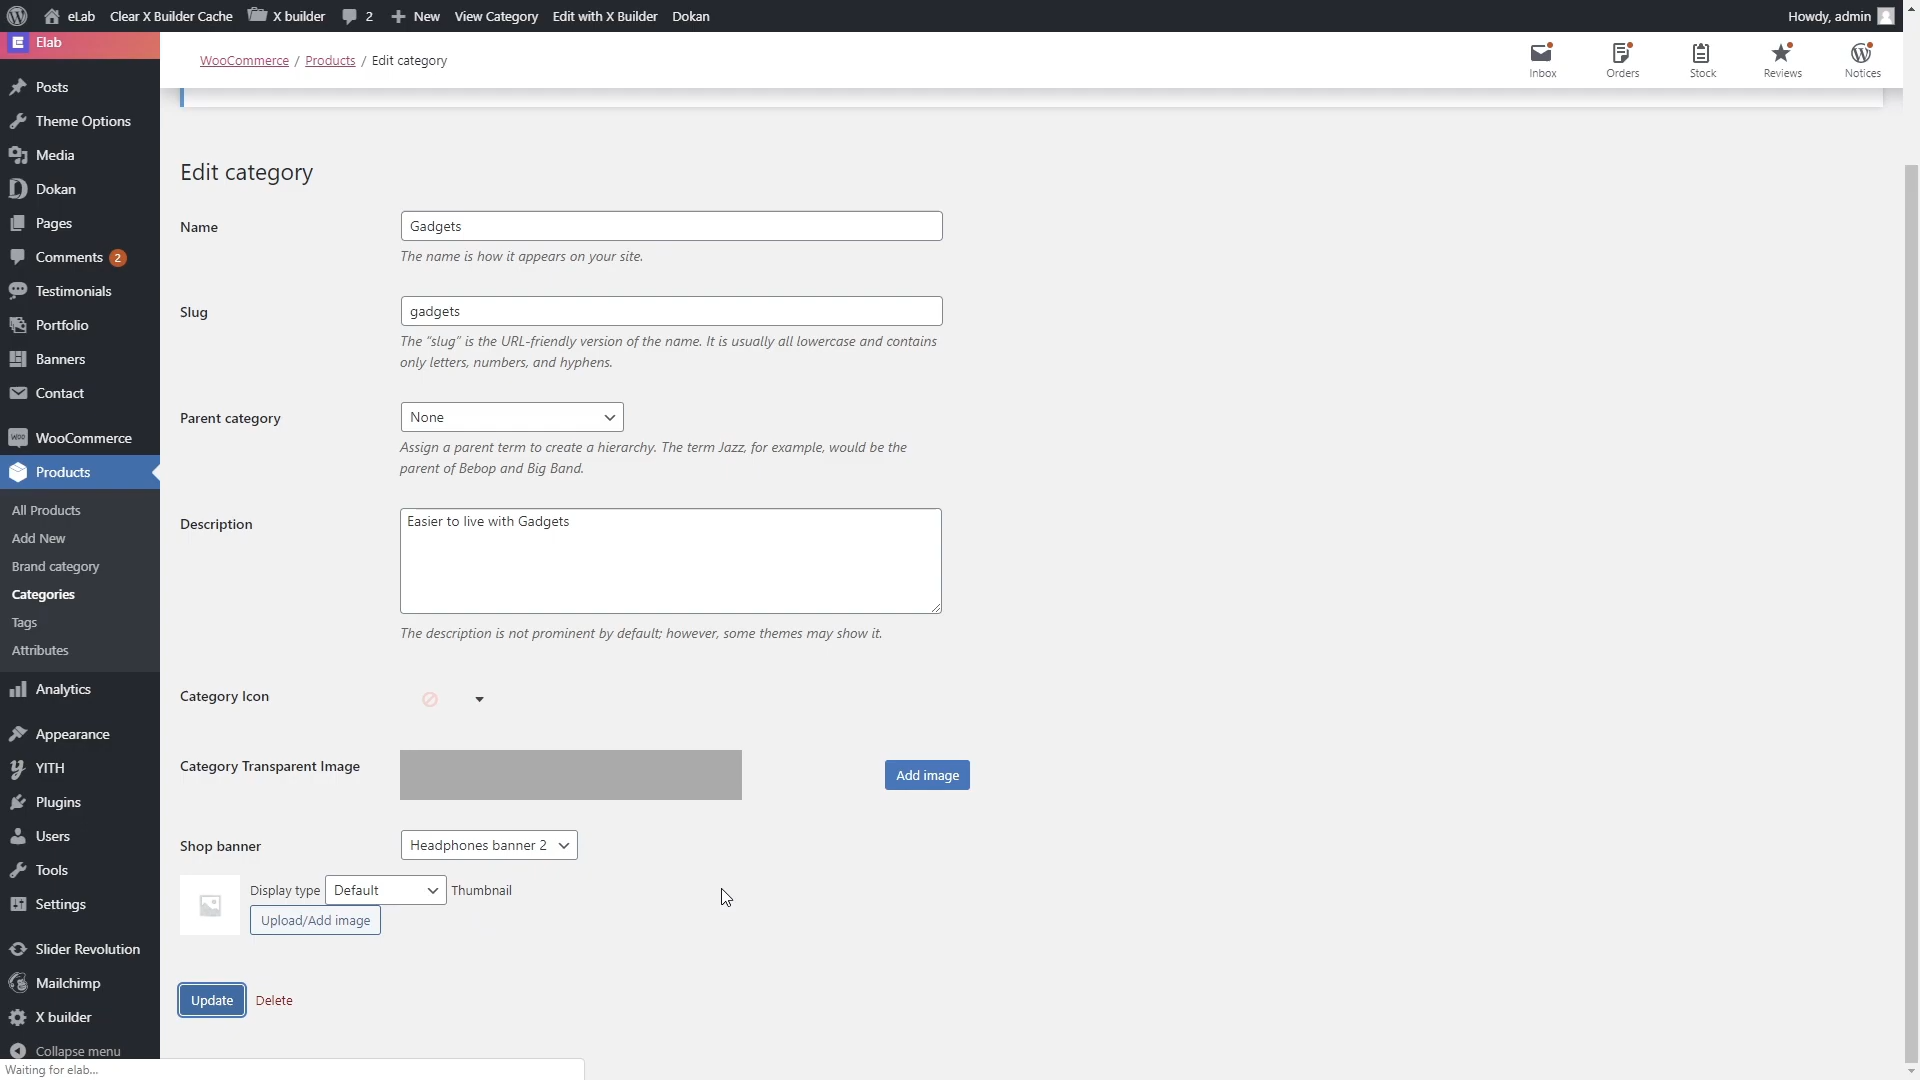 eLab
Clear X Builder Cache
X builder
2
New
View Category
Edit with X Builder
Dokan
Howdy, admin
Elab
Posts
Theme Options
Media
Dokan
Pages
Comments 2
Testimonials
Portfolio
Banners
Contact
WooCommerce
Products
All Products
Add New
Brand category
Categories
Tags
Attributes
Analytics
Appearance
YITH
Plugins
Users
Tools
Settings
Slider Revolution
Mailchimp
X builder
Collapse menu
Waiting for elab...
WooCommerce / Products / Edit category
Inbox
Orders
Stock
Reviews
Notices
Edit category
Name
Gadgets
The name is how it appears on your site.
Slug
gadgets
The “slug” is the URL-friendly version of the name. It is usually all lowercase and contains
only letters, numbers, and hyphens.
Parent category
None
Assign a parent term to create a hierarchy. The term Jazz, for example, would be the
parent of Bebop and Big Band.
Description
Easier to live with Gadgets
The description is not prominent by default; however, some themes may show it.
Category Icon
Category Transparent Image
Add image
Shop banner
Headphones banner 2
Display type
Default
Thumbnail
Upload/Add image
Update
Delete